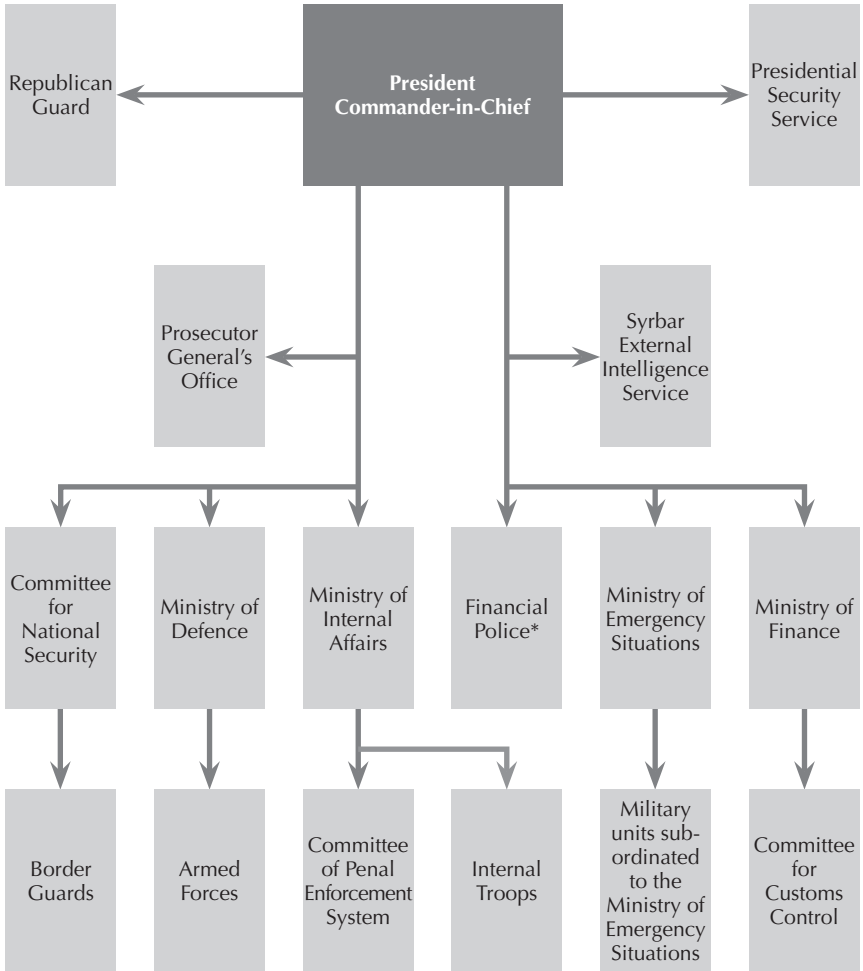 Republican
Guard
President
Commander-in-Chief
Presidential
Security
Service
Prosecutor
General’s
Office
Syrbar
External
Intelligence
Service
Committee
for
National
Security
Ministry of
Defence
Ministry of
Internal
Affairs
Financial
Police*
Ministry of
Emergency
Situations
Ministry of
Finance
Border
Guards
Armed
Forces
Committee
of Penal
Enforcement
System
Internal
Troops
Military
units sub-
ordinated
to the
Ministry of
Emergency
Situations
Committee
for
Customs
Control